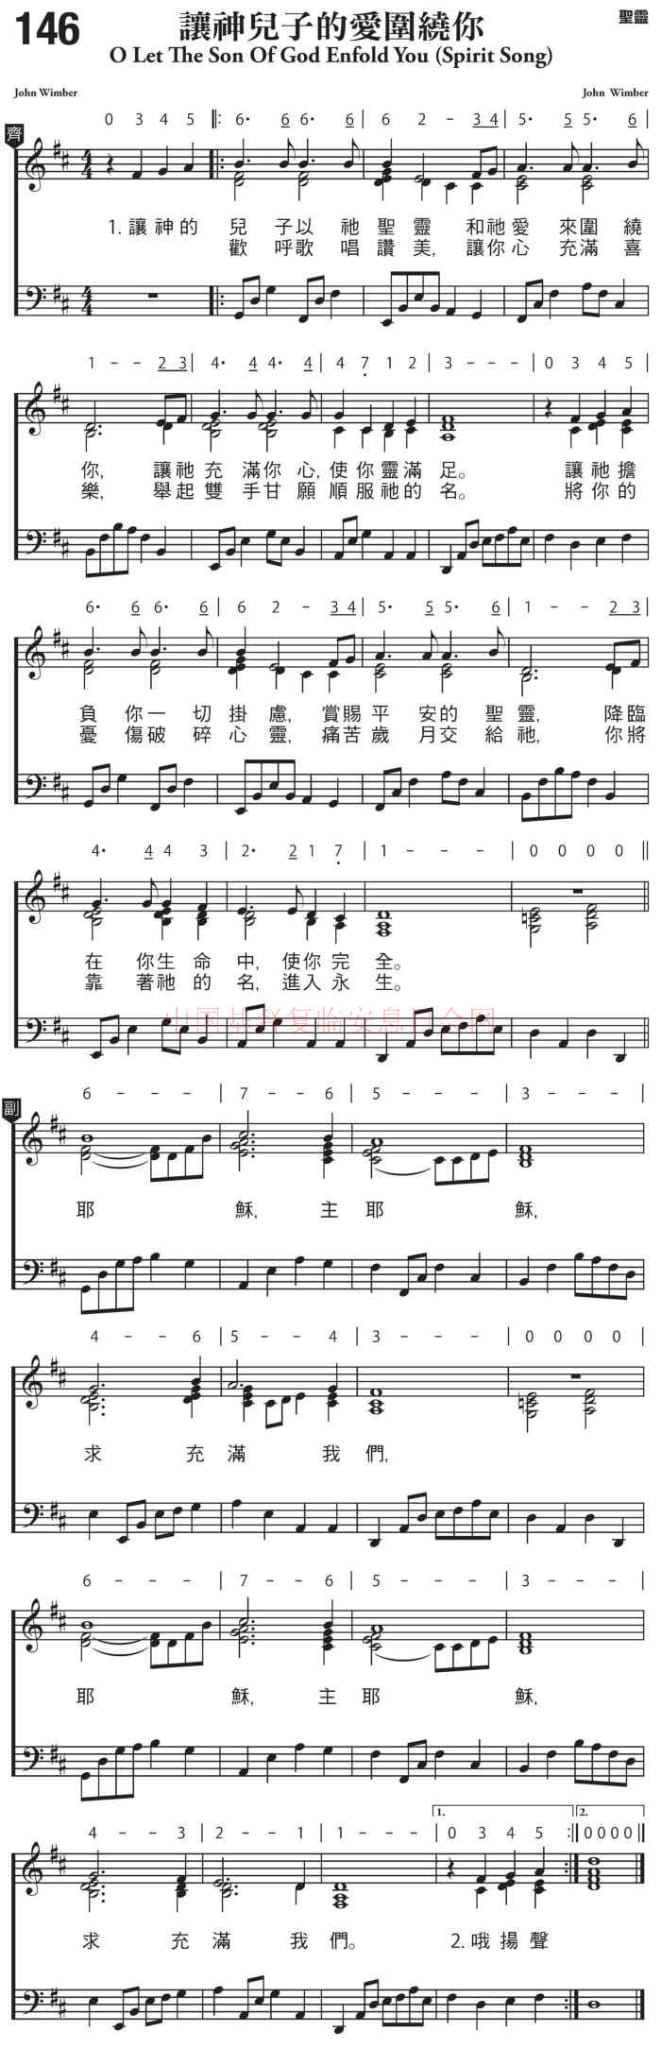 146 讓神兒子的愛圍繞你 聖靈
O Let The Son Of God Enfold You (Spirit Song)
John Wimber John Wimber
0 3 4 5 ‖: 6· 6 6· 6 | 6 2 - 3 4 | 5· 5 5· 6 |
齊
1. 讓神的 兒 子以 祂 聖 靈 和祂 愛 來圍 繞
歡 呼歌 唱 讚 美, 讓你 心 充滿 喜
1 - - 2 3 | 4· 4 4· 4 | 4 7 1 2 | 3 - - - | 0 3 4 5 |
你, 讓祂 充 滿你 心, 使 你 靈 滿 足。 讓 祂 擔
樂, 舉起 雙 手甘 願 順 服 祂 的 名。 將 你 的
6· 6 6· 6 | 6 2 - 3 4 | 5· 5 5· 6 | 1 - - 2 3 |
負 你一 切 掛 慮, 賞賜 平 安的 聖 靈, 降臨
憂 傷破 碎 心 靈, 痛苦 歲 月交 給 祂, 你將
4· 4 4 3 | 2· 2 1 7 | 1 - - - | 0 0 0 0 ‖
在 你生 命 中, 使你 完 全。
靠 著祂 的 名, 進入 永 生。
中国基督复临安息日会网
6 - - - | 7 - - 6 | 5 - - - | 3 - - - |
副
耶 穌, 主 耶 穌,
4 - - 6 | 5 - - 4 | 3 - - - | 0 0 0 0 |
求 充 滿 我 們,
6 - - - | 7 - - 6 | 5 - - - | 3 - - - |
耶 穌, 主 耶 穌,
1. 2.
4 - - 3 | 2 - - 1 | 1 - - - | 0 3 4 5 :‖ 0 0 0 0 ‖
求 充 滿 我 們。 2. 哦 揚 聲